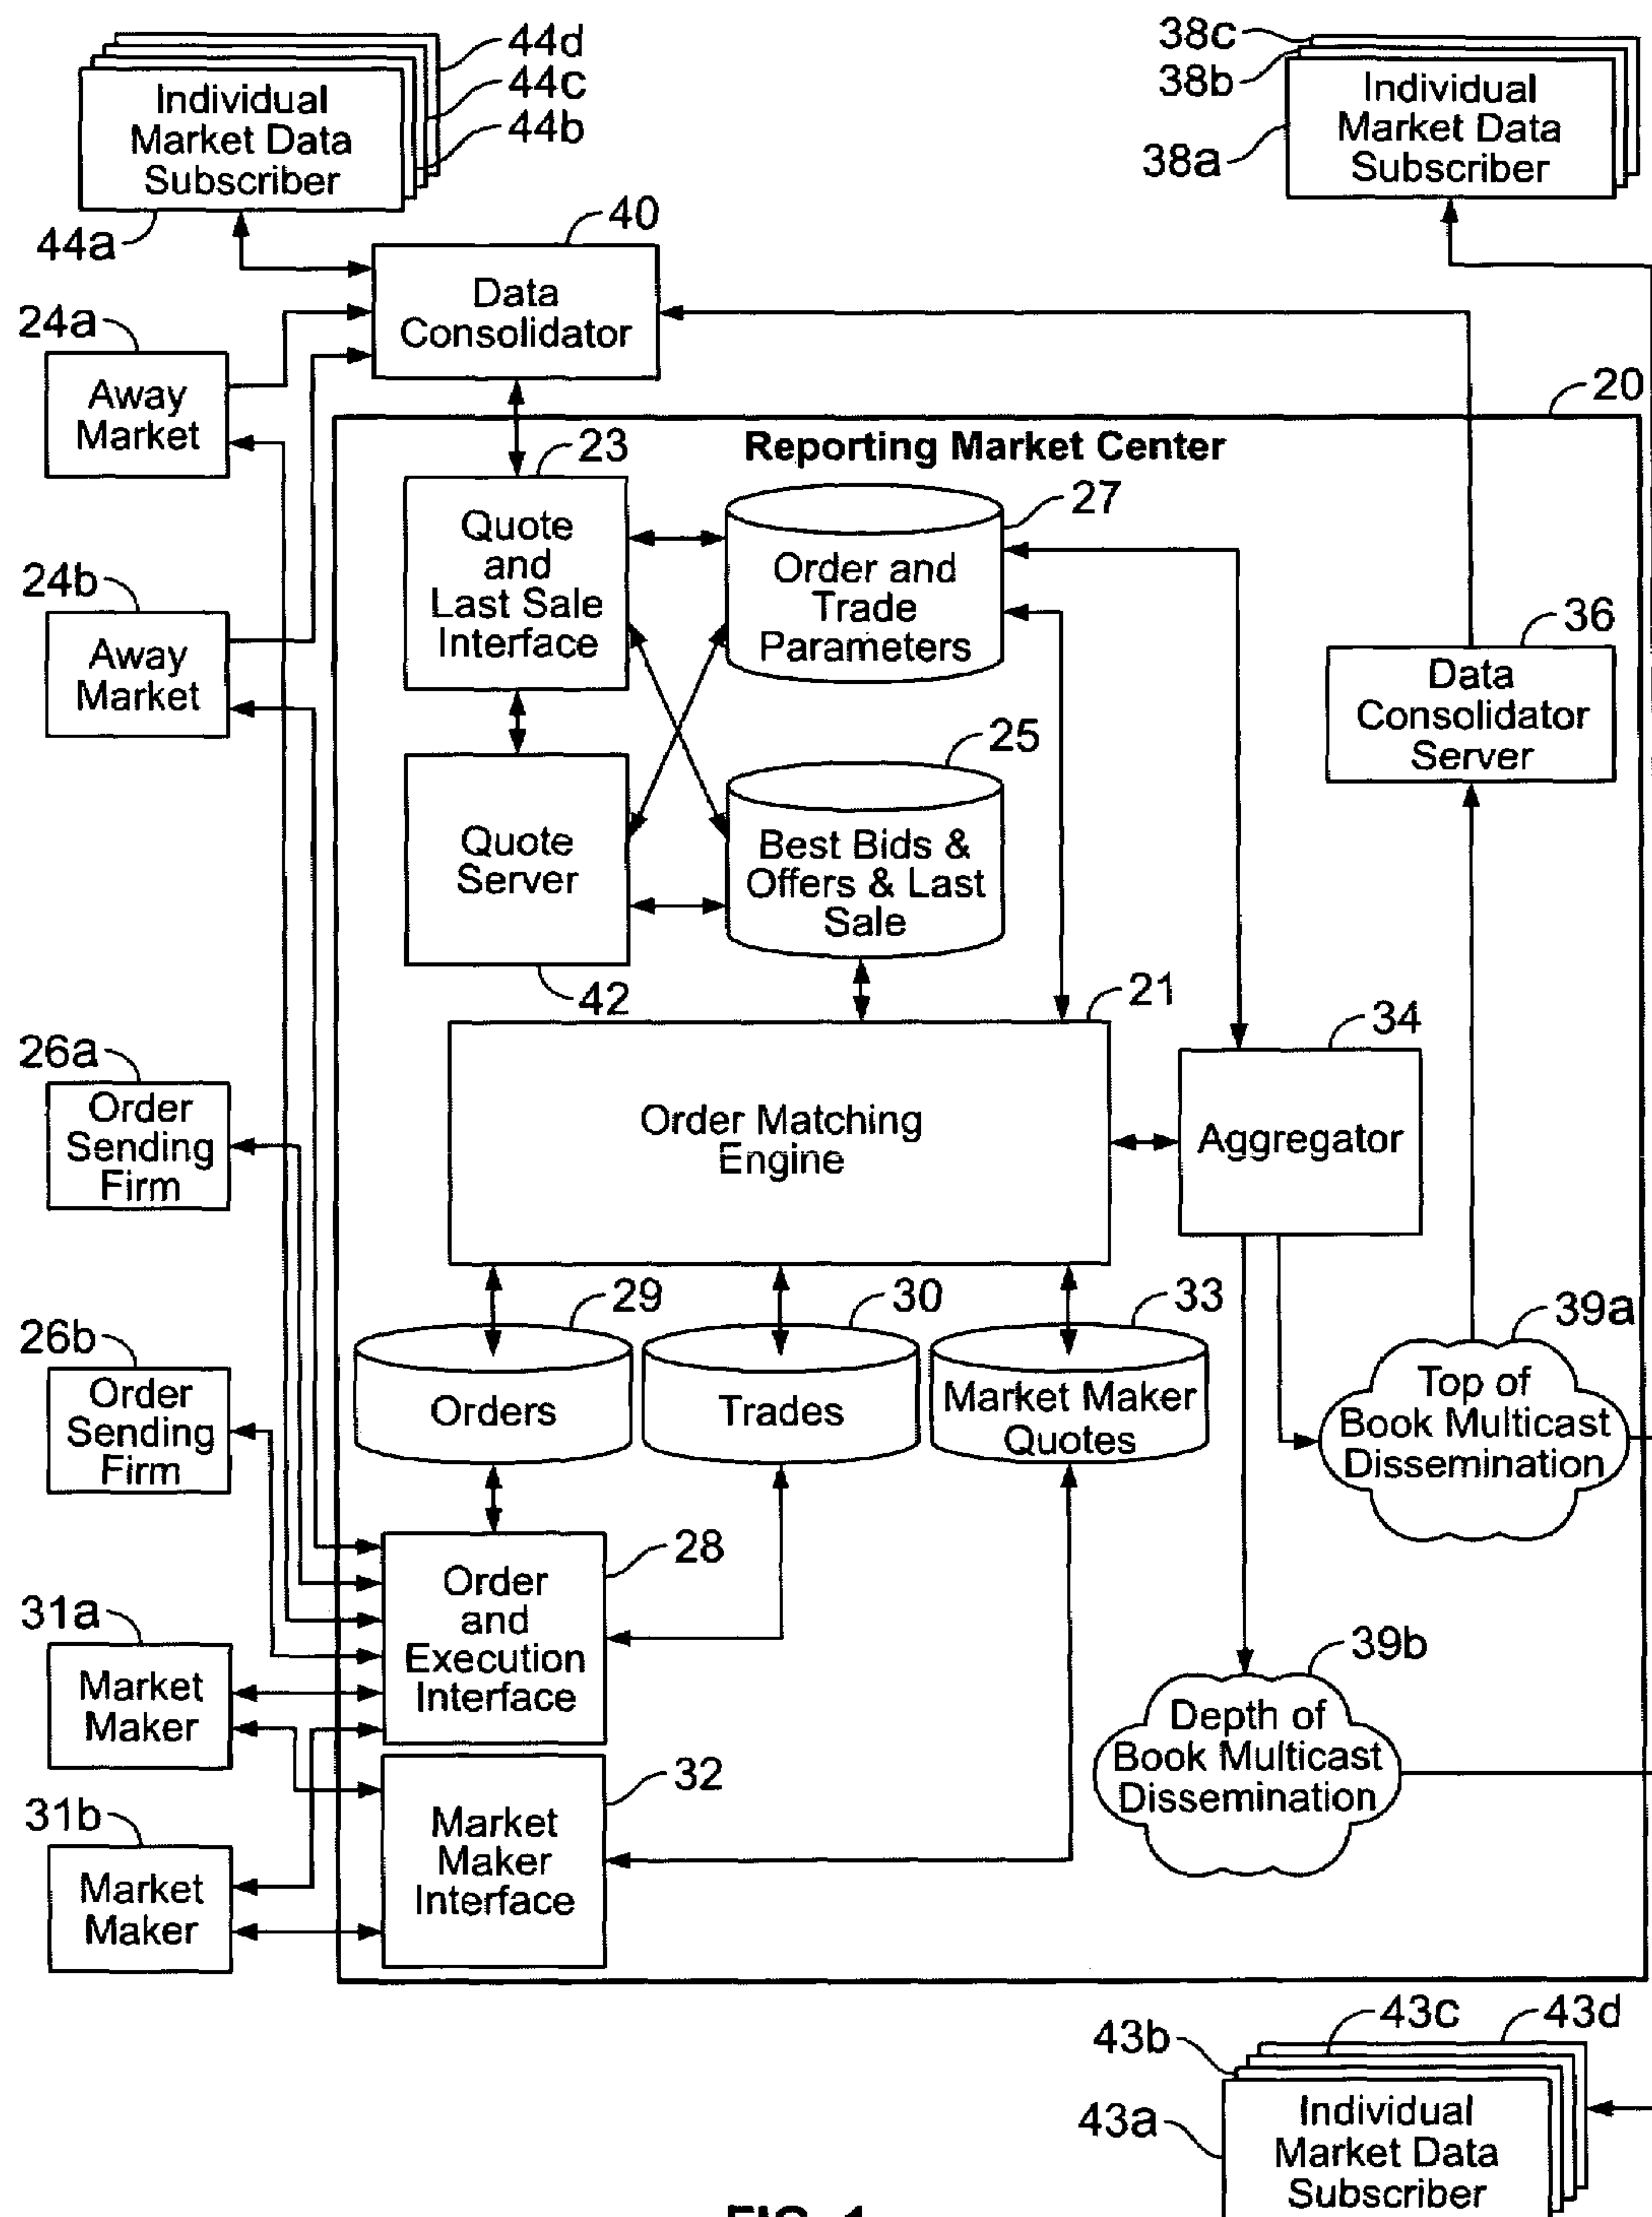 44d
44c
44b
Individual
Market Data
Subscriber
44a
38c
38b
38a
Individual
Market Data
Subscriber
40
Data
Consolidator
24a
Away
Market
20
Reporting Market Center
23
Quote
and
Last Sale
Interface
27
Order and
Trade
Parameters
24b
Away
Market
36
Data
Consolidator
Server
25
Best Bids &
Offers & Last
Sale
Quote
Server
42
21
Order Matching
Engine
34
Aggregator
26a
Order
Sending
Firm
29
Orders
30
Trades
33
Market Maker
Quotes
39a
Top of
Book Multicast
Dissemination
26b
Order
Sending
Firm
28
Order
and
Execution
Interface
31a
Market
Maker
39b
Depth of
Book Multicast
Dissemination
32
Market
Maker
Interface
31b
Market
Maker
43c
43d
43b
43a
Individual
Market Data
Subscriber
FIG. 1